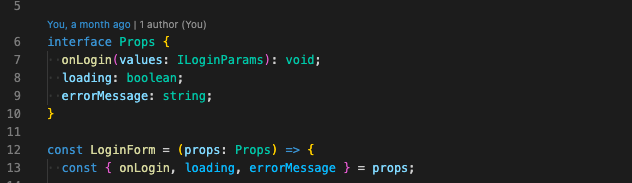 5
You, a month ago | 1 author (You)
6 interface Props {
7 onLogin(values: ILoginParams): void;
8 loading: boolean;
9 errorMessage: string;
10 }
11
12 const LoginForm = (props: Props) => {
13 const { onLogin, loading, errorMessage } = props;